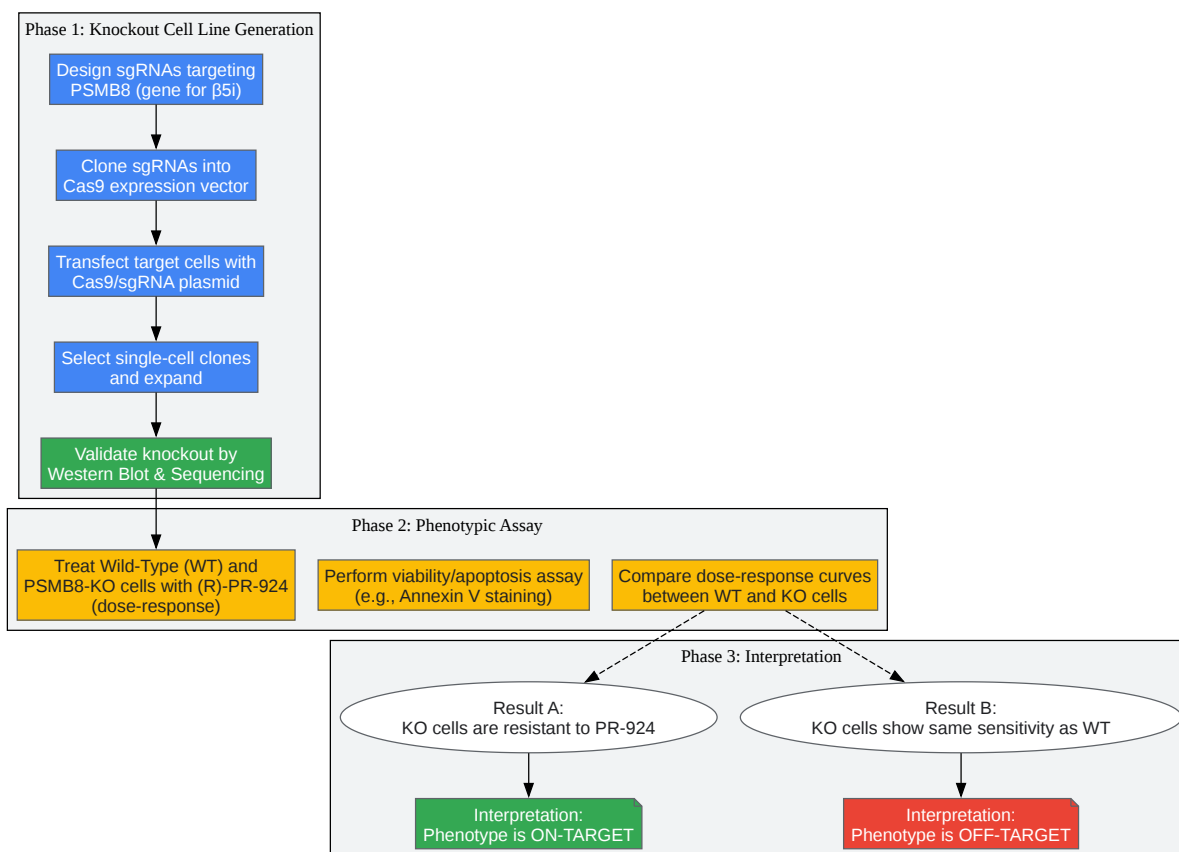 Phase 1: Knockout Cell Line Generation
Design sgRNAs targeting
PSMB8 (gene for β5i)
Clone sgRNAs into
Cas9 expression vector
Transfect target cells with
Cas9/sgRNA plasmid
Select single-cell clones
and expand
Validate knockout by
Western Blot & Sequencing
Phase 2: Phenotypic Assay
Treat Wild-Type (WT) and
PSMB8-KO cells with (R)-PR-924
(dose-response)
Perform viability/apoptosis assay
(e.g., Annexin V staining)
Compare dose-response curves
between WT and KO cells
Phase 3: Interpretation
Result A:
KO cells are resistant to PR-924
Result B:
KO cells show same sensitivity as WT
Interpretation:
Phenotype is ON-TARGET
Interpretation:
Phenotype is OFF-TARGET